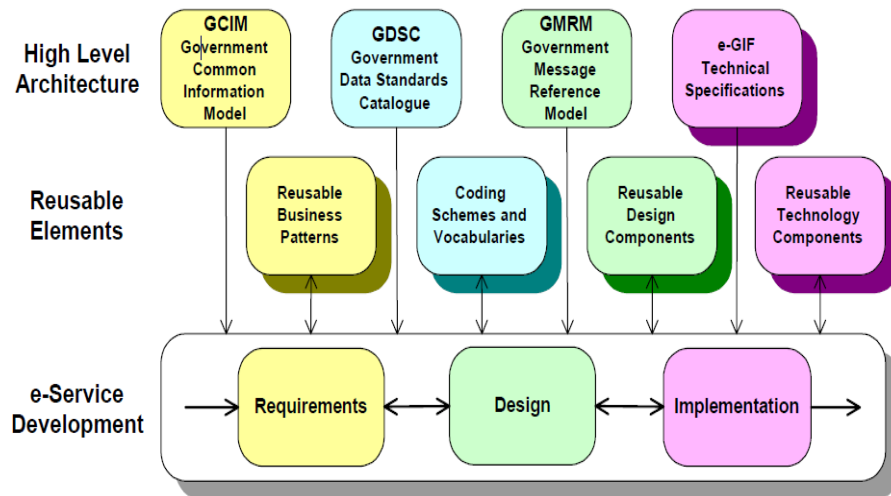 High Level
Architecture
GCIM
Government
Common
Information
Model
GDSC
Government
Data Standards
Catalogue
GMRM
Government
Message
Reference
Model
e-GIF
Technical
Specifications
Reusable
Elements
Reusable
Business
Patterns
Coding
Schemes and
Vocabularies
Reusable
Design
Components
Reusable
Technology
Components
e-Service
Development
Requirements
Design
Implementation